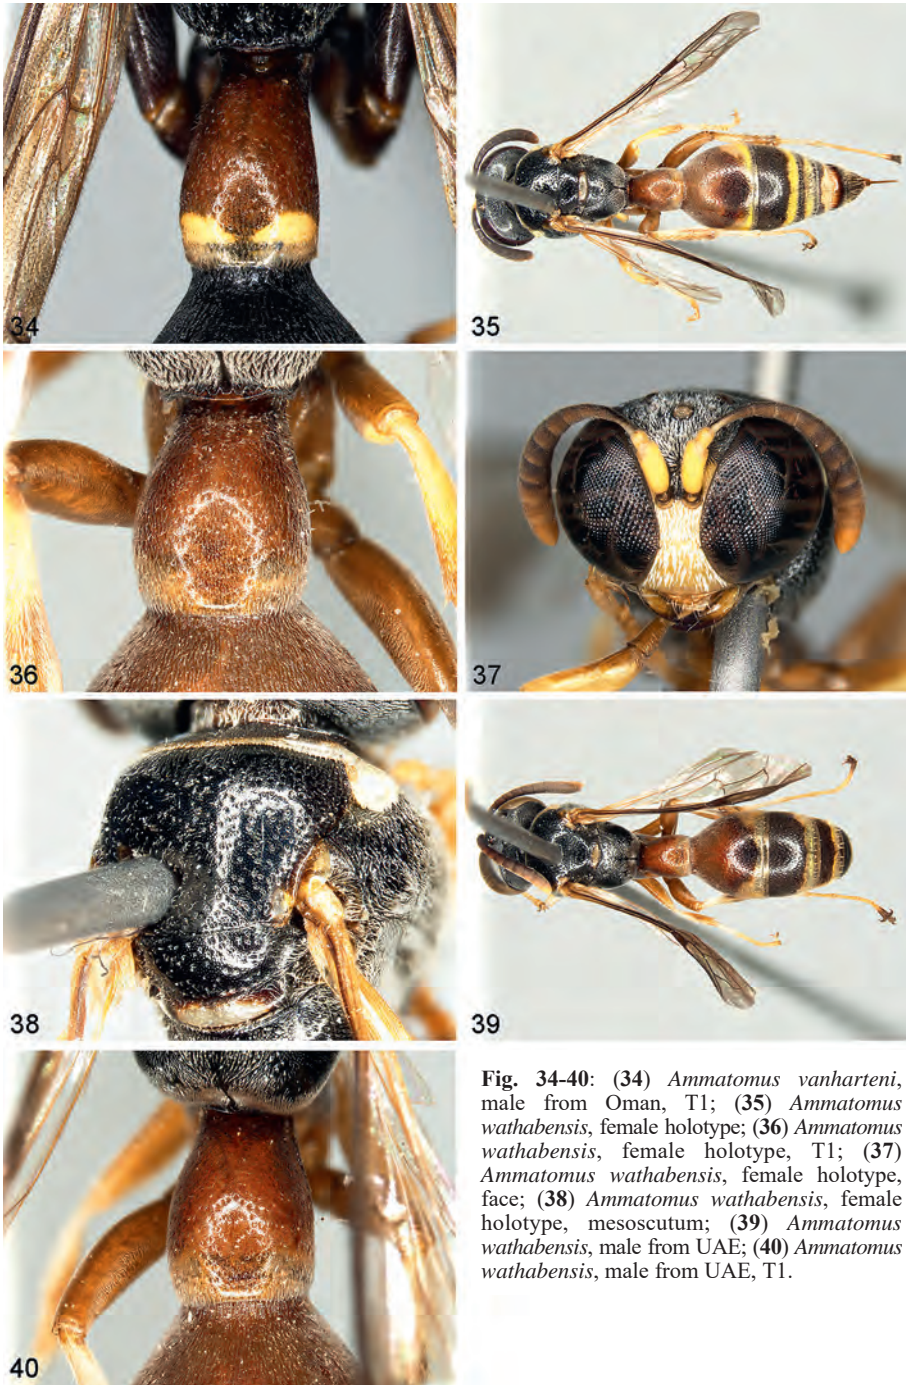 34
35
36
37
38
39
40
Fig. 34-40: (34) Ammatomus vanharteni,
male from Oman, T1; (35) Ammatomus
wathabensis, female holotype; (36) Ammatomus
wathabensis, female holotype, T1; (37)
Ammatomus wathabensis, female holotype,
face; (38) Ammatomus wathabensis, female
holotype, mesoscutum; (39) Ammatomus
wathabensis, male from UAE; (40) Ammatomus
wathabensis, male from UAE, T1.